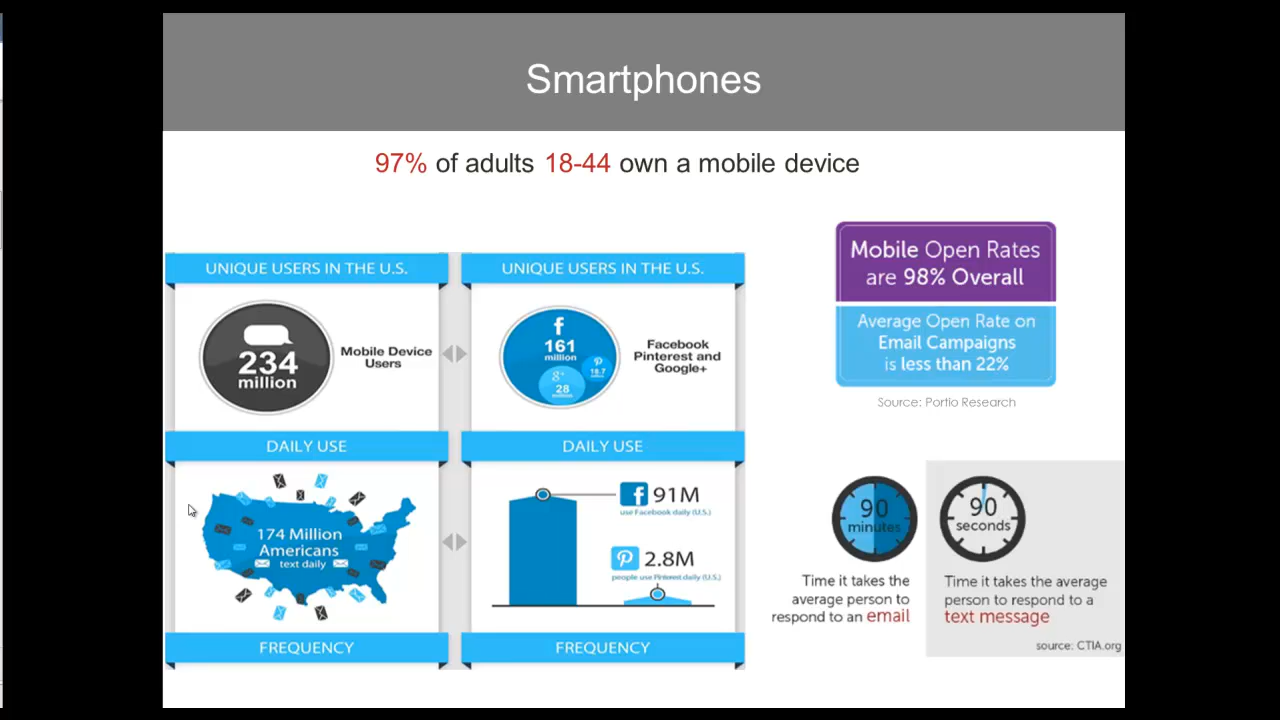 Smartphones
97% of adults 18-44 own a mobile device
UNIQUE USERS IN THE U.S.
234
million
Mobile Device
Users
UNIQUE USERS IN THE U.S.
f
161
million
18.7
million
g+
28
million
Facebook
Pinterest and
Google+
DAILY USE
174 Million
Americans
text daily
DAILY USE
f 91M
use Facebook daily (U.S.)
2.8M
people use Pinterest daily (U.S.)
FREQUENCY
FREQUENCY
Mobile Open Rates
are 98% Overall
Average Open Rate on
Email Campaigns
is less than 22%
Source: Portio Research
90
minutes
Time it takes the
average person to
respond to an email
90
seconds
Time it takes the average
person to respond to a
text message
source: CTIA.org